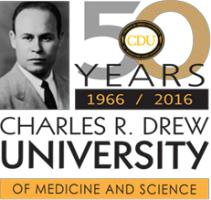 50
CDU
YEARS
1966 / 2016
CHARLES R. DREW
UNIVERSITY
OF MEDICINE AND SCIENCE